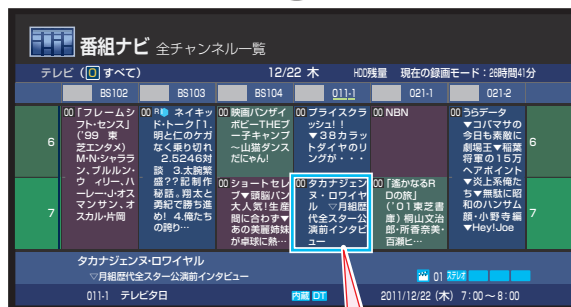 番組ナビ 全チャンネル一覧
テレビ (0 すべて) 12/22 木 HDD残量 現在の録画モード：28時間41分
BS102 BS103 BS104 011-1 021-1 021-2
6
00「フレームシ
フト・センス」
('99 東
芝エンタメ)
M・N・シャララ
ン、ブルルン・
ウ ィリー、ハ
ーレー・J・オス
マンサン、オ
スカル・片岡
00 ネイキッ
ド・トーク「1.
明と仁のケガ
なく乗り切れ
2.5246対
談 3.太腕繁
盛??記制作
秘話。翔太と
勇紀で勝ち進
め! 4.俺たち
の誇り…
00 映画バンザイ
ボビーTHEブ
ー子キャンプ
〜山猫ダンス
だにゃん!
00 プライスクラ
ッシュ!!
▼38カラッ
トダイヤのリ
ングが・・・
00 NBN
00 うらデータ
▼コバマサの
今日も素敵に
劇場王▼稲葉
将軍の15万
ヘアポイント
▼炎上系俺た
ち▼無駄に昭
和のハンサム
顔・小野寺編
▼Hey!Joe
6
7
00 ショートセレ
ブ▼頭脳パン
大人気!生産
間に合わず▼
あの美麗姉妹
が卓球に熱…
00 タカナジェン
ヌ・ロワイヤ
ル ▽月組歴
代全スター公
演前インタビ
ュー
00「遥かなるR
Dの旅」
('01東芝書
庫) 桐山文治
郎・所香奈美・
百瀬ヒ…
7
タカナジェンヌ・ロワイヤル
▽月組歴代全スター公演前インタビュー
01 ステレオ
011-1 テレビタ日 内蔵 DT 2011/12/22 (木) 7：00〜8：00